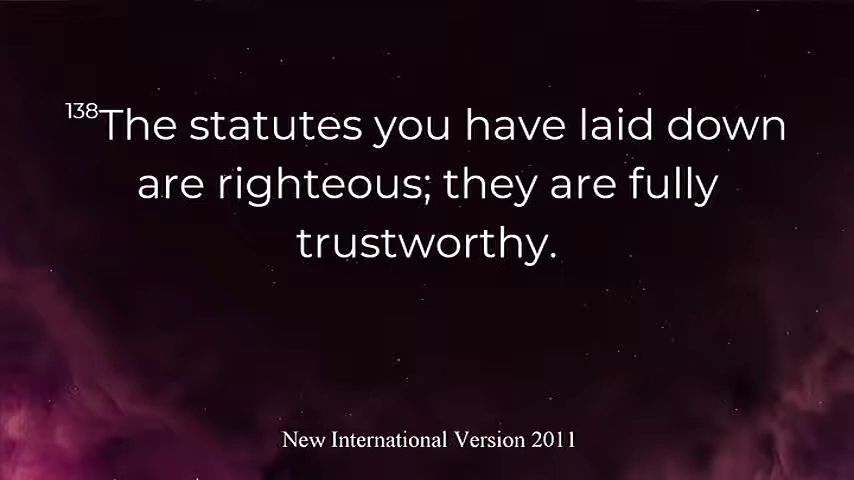 138The statutes you have laid down
are righteous; they are fully
trustworthy.
New International Version 2011